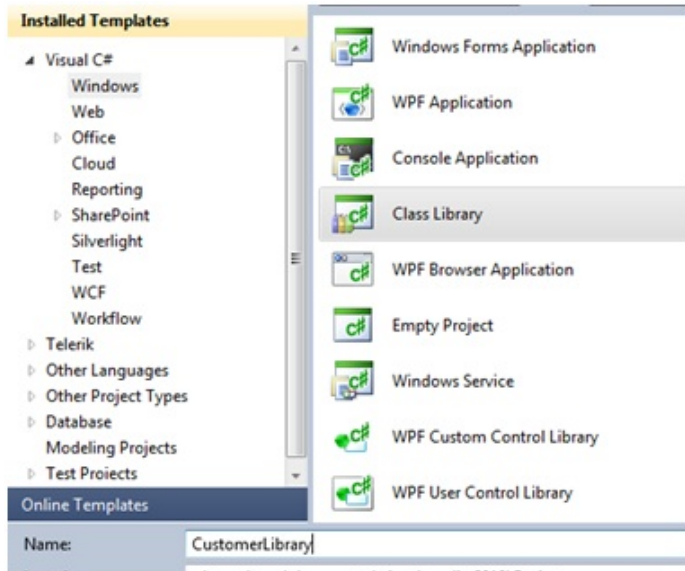 Installed Templates
Visual C#
Windows
Web
Office
Cloud
Reporting
SharePoint
Silverlight
Test
WCF
Workflow
Telerik
Other Languages
Other Project Types
Database
Modeling Projects
Test Projects
Online Templates
Windows Forms Application
WPF Application
Console Application
Class Library
WPF Browser Application
Empty Project
Windows Service
WPF Custom Control Library
WPF User Control Library
Name:
CustomerLibrary